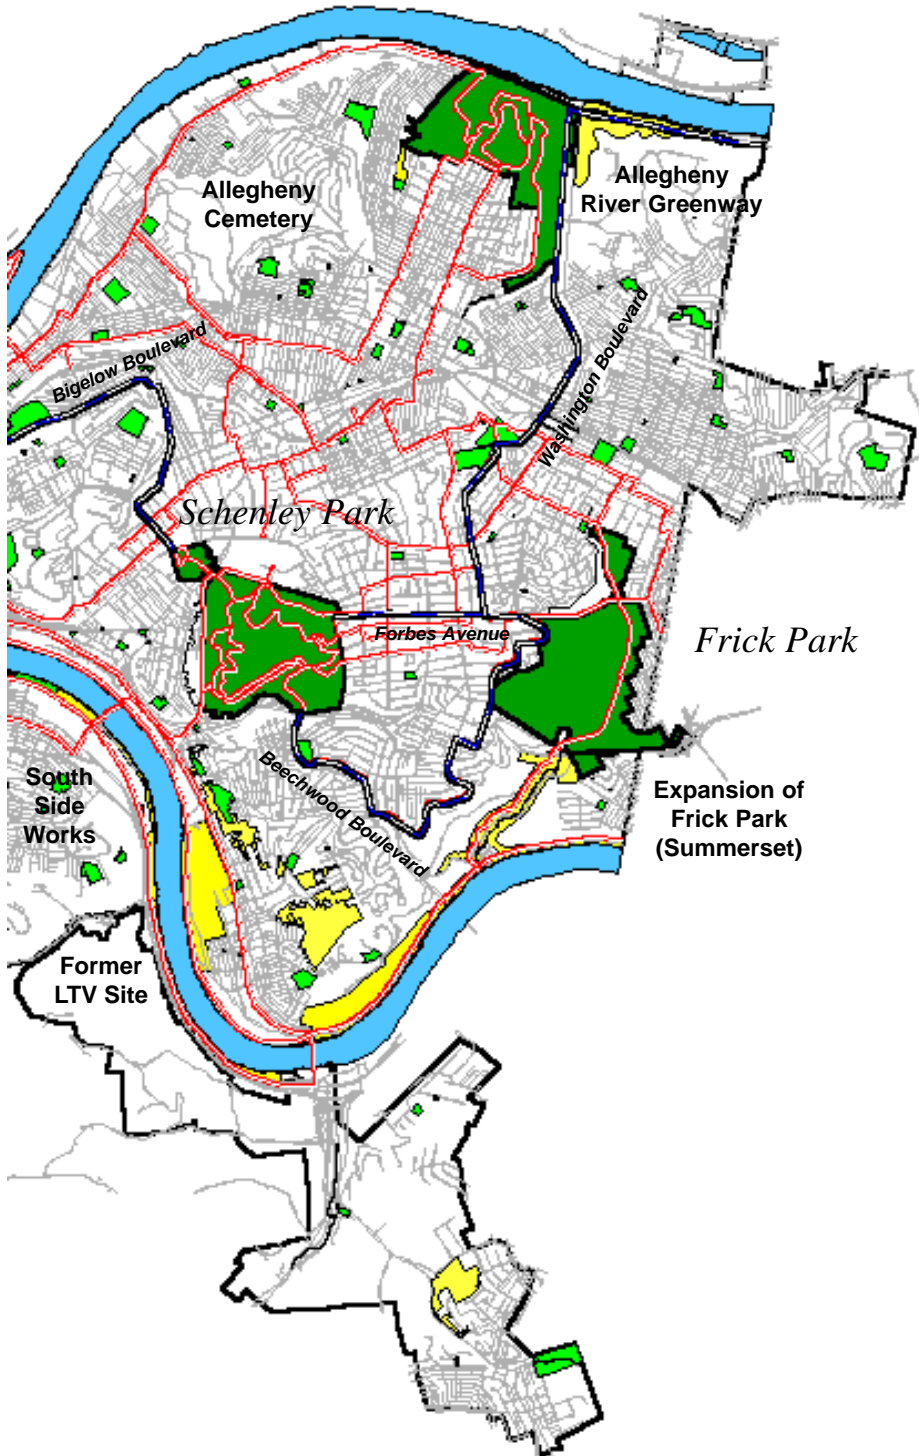 Allegheny
Cemetery
Allegheny
River Greenway
Bigelow Boulevard
Washington Boulevard
Schenley Park
Forbes Avenue
Frick Park
Beechwood Boulevard
South
Side
Works
Expansion of
Frick Park
(Summerset)
Former
LTV Site